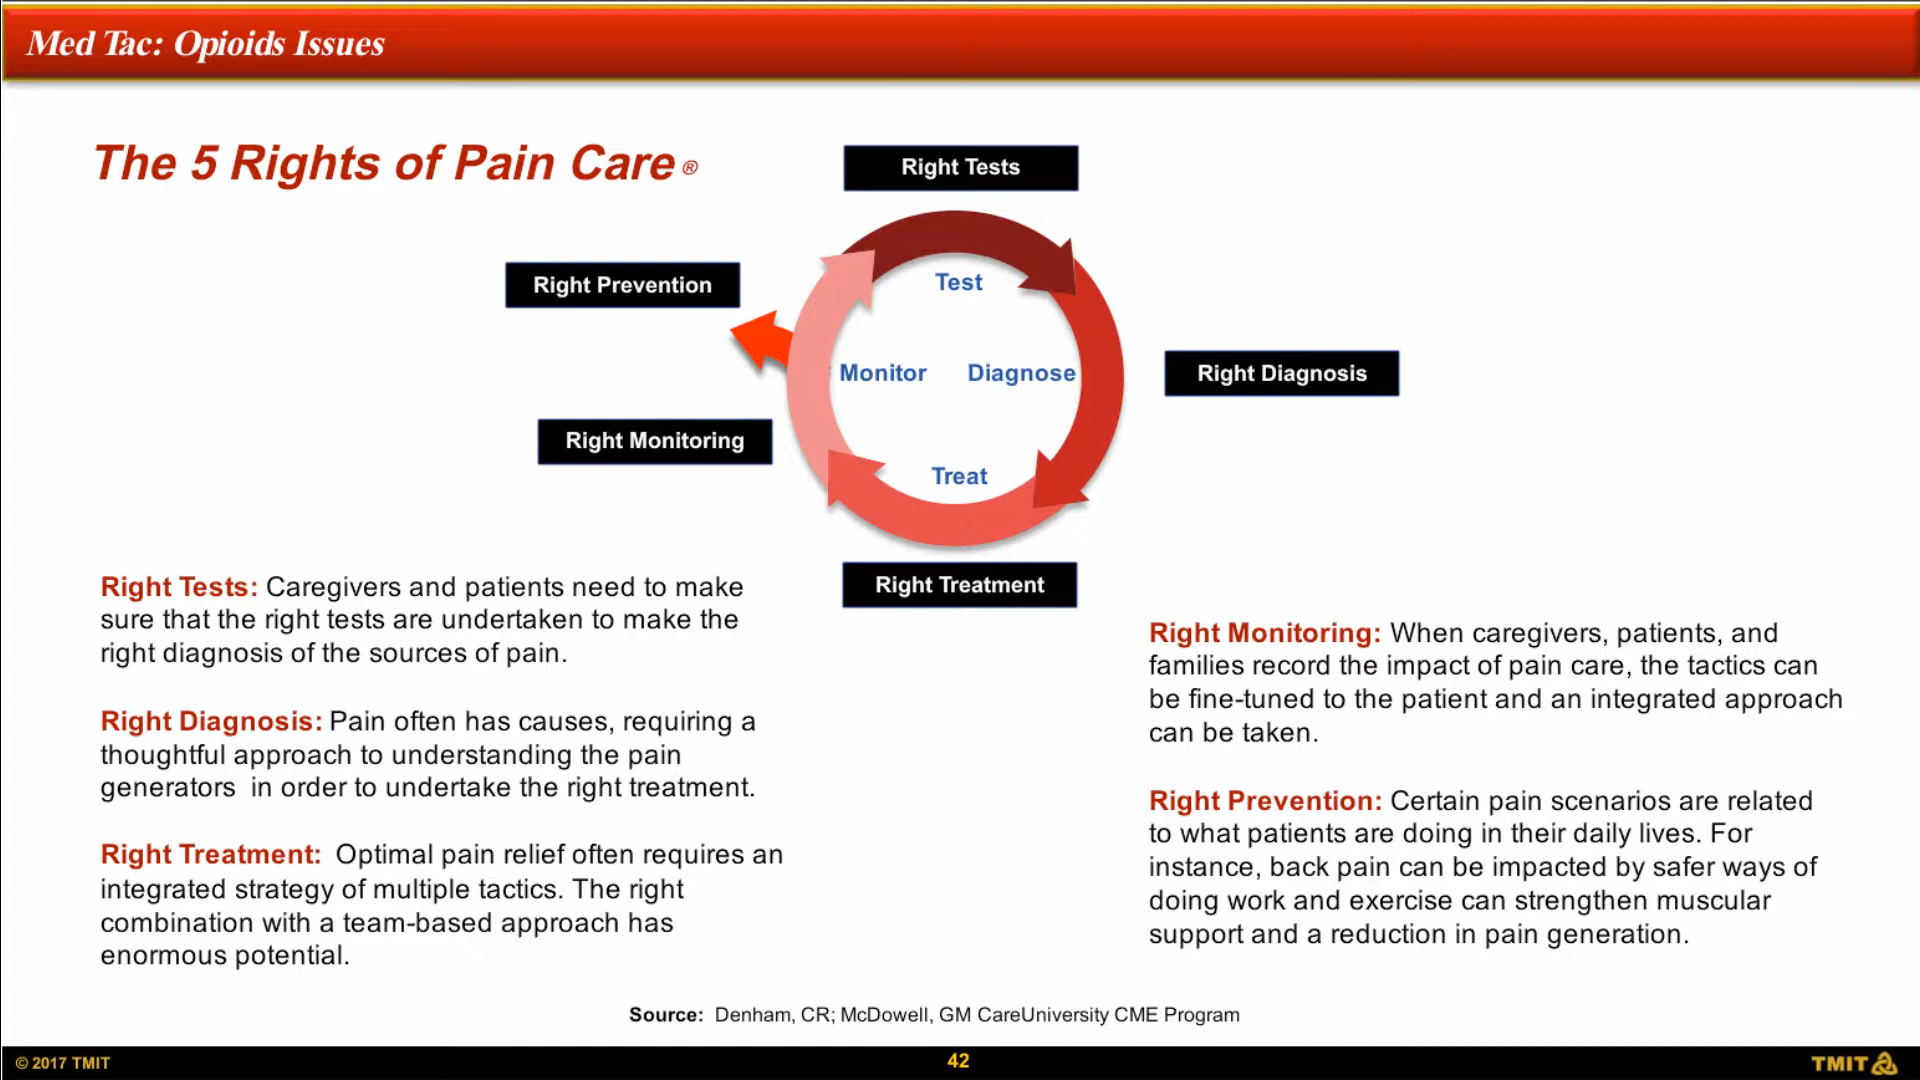 Med Tac: Opioids Issues
The 5 Rights of Pain Care ®
Right Tests
Right Prevention
Test
Monitor
Diagnose
Right Diagnosis
Right Monitoring
Treat
Right Treatment
Right Tests: Caregivers and patients need to make
sure that the right tests are undertaken to make the
right diagnosis of the sources of pain.
Right Diagnosis: Pain often has causes, requiring a
thoughtful approach to understanding the pain
generators  in order to undertake the right treatment.
Right Treatment:  Optimal pain relief often requires an
integrated strategy of multiple tactics. The right
combination with a team-based approach has
enormous potential.
Right Monitoring: When caregivers, patients, and
families record the impact of pain care, the tactics can
be fine-tuned to the patient and an integrated approach
can be taken.
Right Prevention: Certain pain scenarios are related
to what patients are doing in their daily lives. For
instance, back pain can be impacted by safer ways of
doing work and exercise can strengthen muscular
support and a reduction in pain generation.
Source:  Denham, CR; McDowell, GM CareUniversity CME Program
© 2017 TMIT
42
TMIT